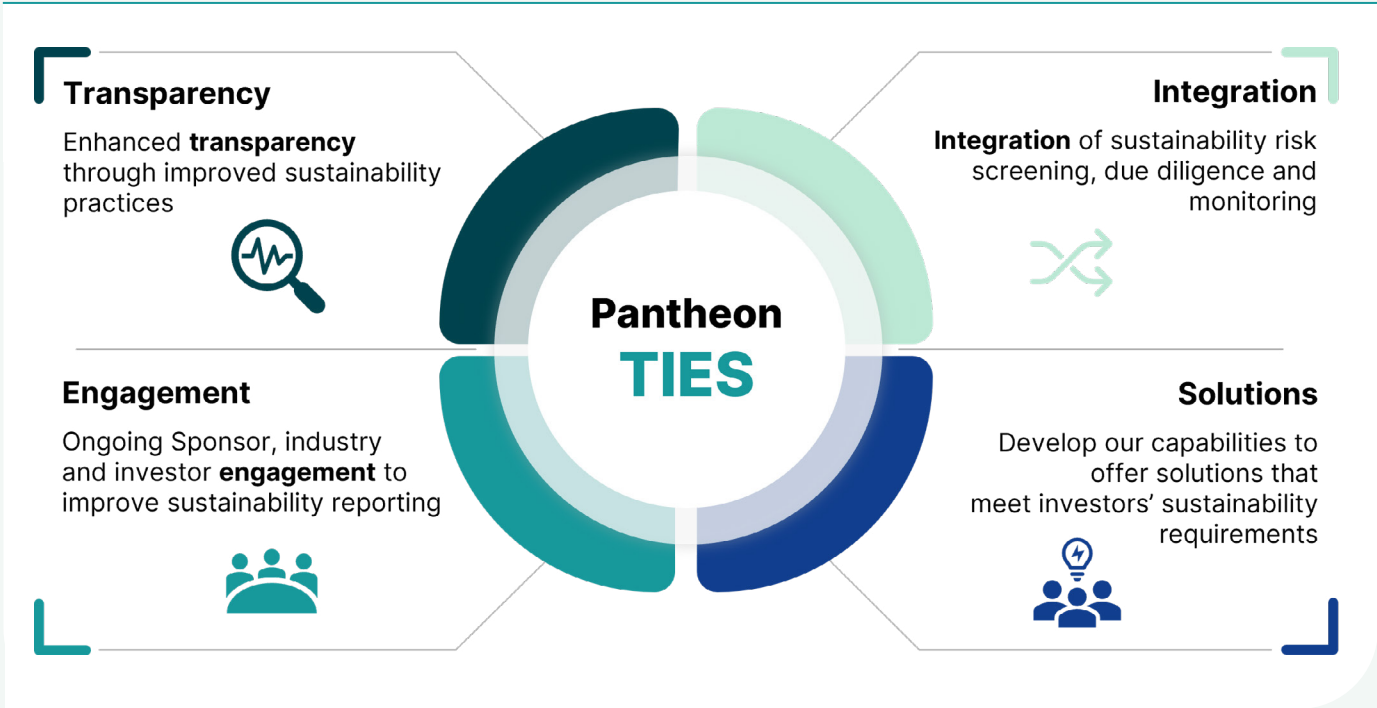 Transparency
Enhanced transparency
through improved sustainability
practices
Integration
Integration of sustainability risk
screening, due diligence and
monitoring
Pantheon
TIES
Engagement
Ongoing Sponsor, industry
and investor engagement to
improve sustainability reporting
Solutions
Develop our capabilities to
offer solutions that
meet investors’ sustainability
requirements